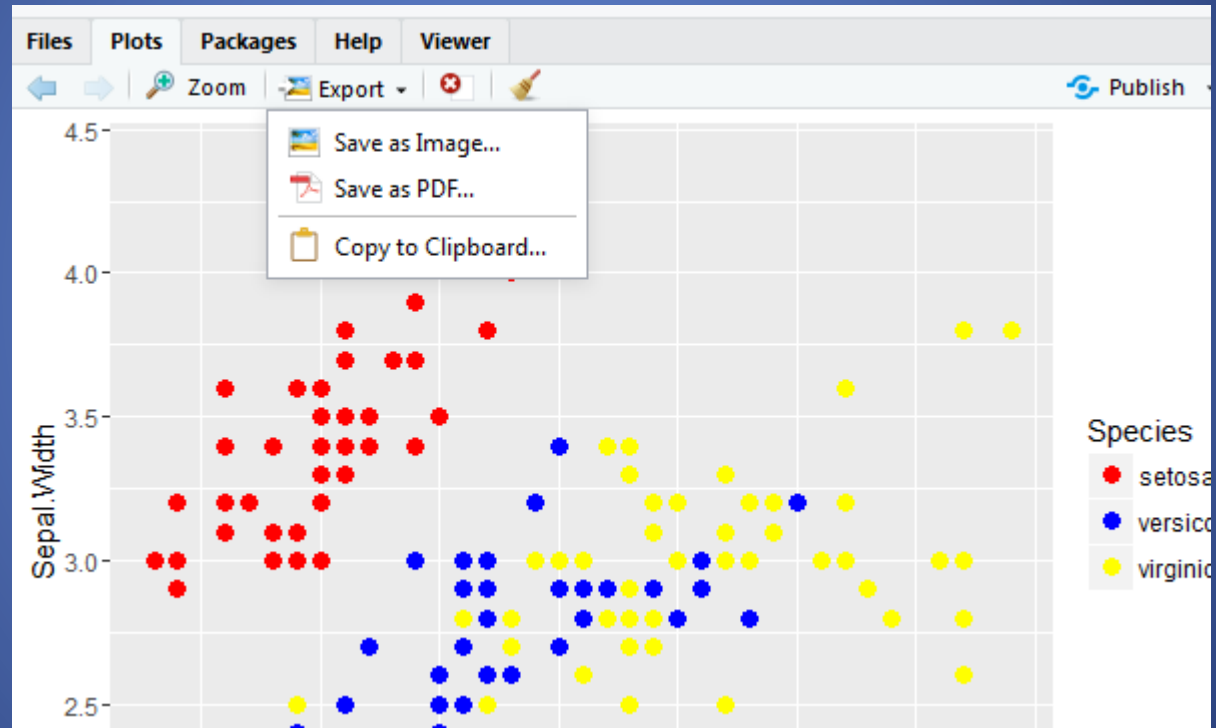 Files Plots Packages Help Viewer
Zoom Export Publish
Save as Image...
Save as PDF...
Copy to Clipboard...
4.5
4.0
3.5
3.0
2.5
Sepal.Width
Species
setosa
versico
virginic